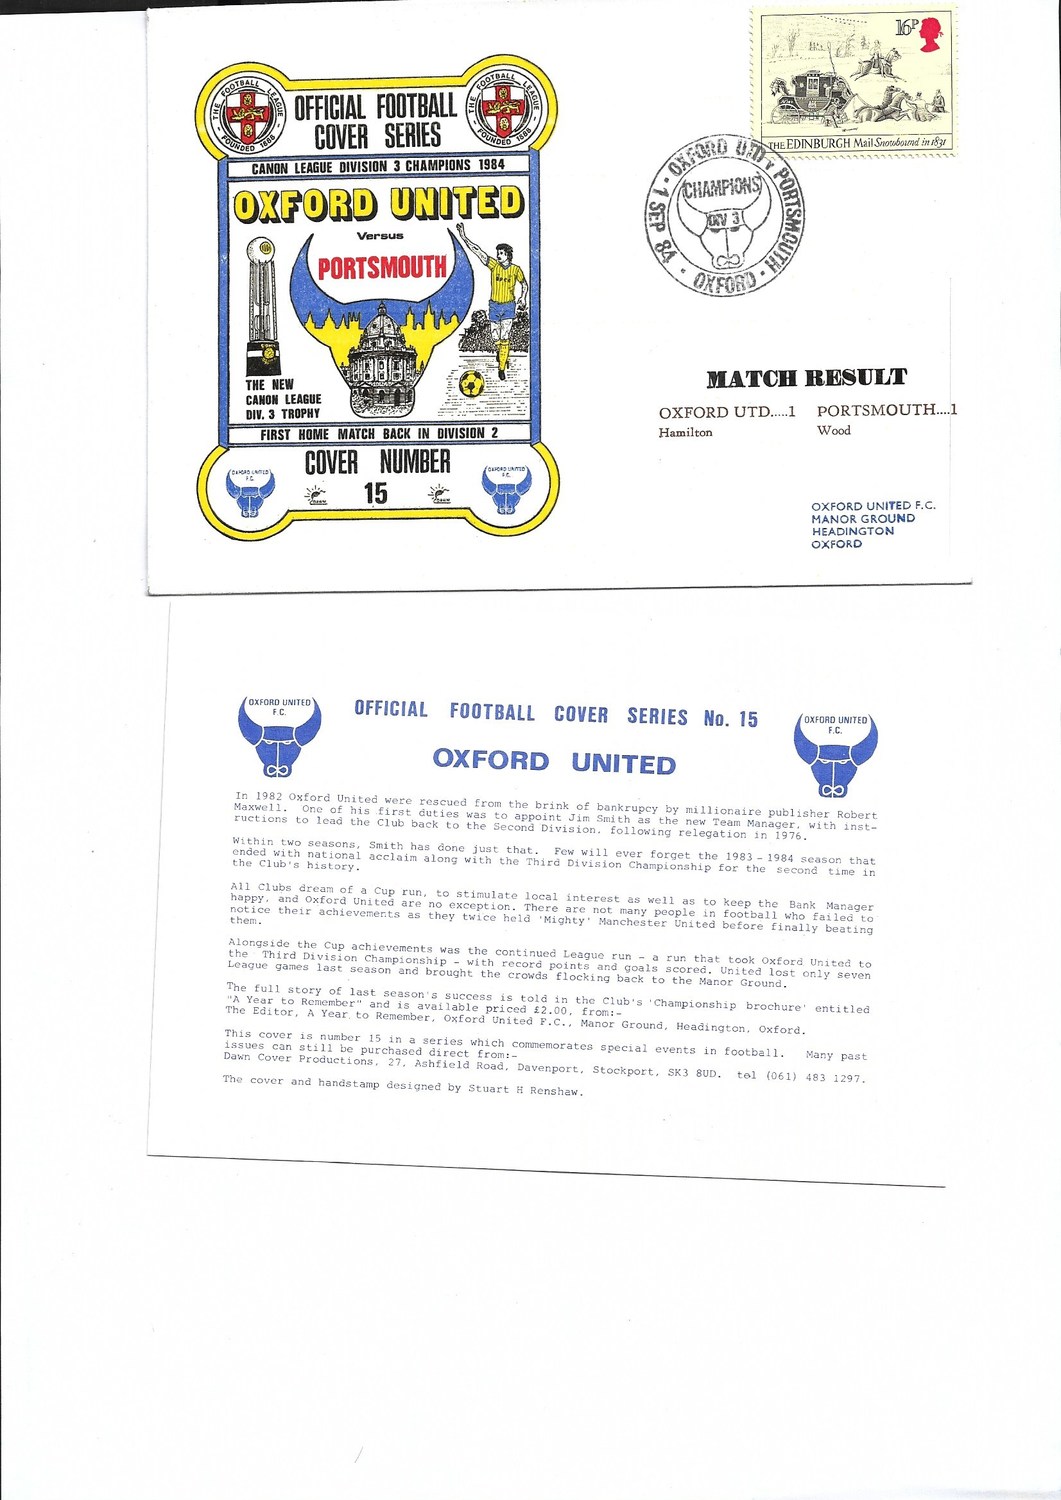 THE FOOTBALL LEAGUE
FOUNDED 1888
OFFICIAL FOOTBALL
COVER SERIES
THE FOOTBALL LEAGUE
FOUNDED 1888
CANON LEAGUE DIVISION 3 CHAMPIONS 1984
OXFORD UNITED
Versus
PORTSMOUTH
THE NEW
CANON LEAGUE
DIV. 3 TROPHY
FIRST HOME MATCH BACK IN DIVISION 2
COVER NUMBER
15
OXFORD UNITED
F.C.
DAWN
DAWN
OXFORD UNITED
F.C.
16P
THE EDINBURGH Mail Snowbound in 1831
OXFORD UTD v PORTSMOUTH
CHAMPIONS
DIV 3
1 SEP 84
OXFORD
MATCH RESULT
OXFORD UTD.....1 PORTSMOUTH....1
Hamilton Wood
OXFORD UNITED F.C.
MANOR GROUND
HEADINGTON
OXFORD
OXFORD UNITED
F.C.
OFFICIAL FOOTBALL COVER SERIES No. 15
OXFORD UNITED
OXFORD UNITED
F.C.
In 1982 Oxford United were rescued from the brink of bankrupcy by millionaire publisher Robert
Maxwell. One of his first duties was to appoint Jim Smith as the new Team Manager, with inst-
ructions to lead the Club back to the Second Division, following relegation in 1976.
Within two seasons, Smith has done just that. Few will ever forget the 1983 - 1984 season that
ended with national acclaim along with the Third Division Championship for the second time in
the Club's history.
All Clubs dream of a Cup run, to stimulate local interest as well as to keep the Bank Manager
happy, and Oxford United are no exception. There are not many people in football who failed to
notice their achievements as they twice held 'Mighty' Manchester United before finally beating
them.
Alongside the Cup achievements was the continued League run - a run that took Oxford United to
the Third Division Championship - with record points and goals scored. United lost only seven
League games last season and brought the crowds flocking back to the Manor Ground.
The full story of last season's success is told in the Club's 'Championship brochure' entitled
"A Year to Remember" and is available priced £2.00, from:-
The Editor, A Year to Remember, Oxford United F.C., Manor Ground, Headington, Oxford.
This cover is number 15 in a series which commemorates special events in football. Many past
issues can still be purchased direct from:-
Dawn Cover Productions, 27, Ashfield Road, Davenport, Stockport, SK3 8UD. tel (061) 483 1297.
The cover and handstamp designed by Stuart H Renshaw.